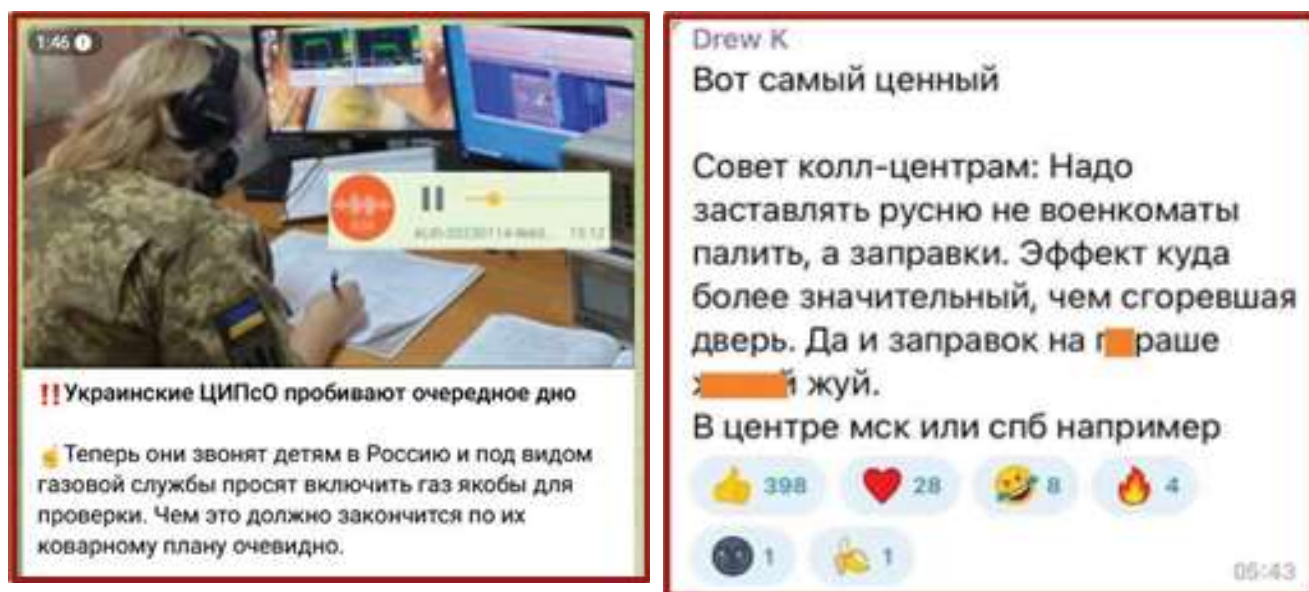 1:46
15:12
‼Украинские ЦИПсО пробивают очередное дно
☝Теперь они звонят детям в Россию и под видом
газовой службы просят включить газ якобы для
проверки. Чем это должно закончится по их
коварному плану очевидно.
Drew K
Вот самый ценный
Совет колл-центрам: Надо
заставлять русню не военкоматы
палить, а заправки. Эффект куда
более значительный, чем сгоревшая
дверь. Да и заправок на раше
жуй.
В центре мск или спб например
👍 398 ❤ 28 🤣 8 🔥 4
🌚 1 🍌 1
05:43